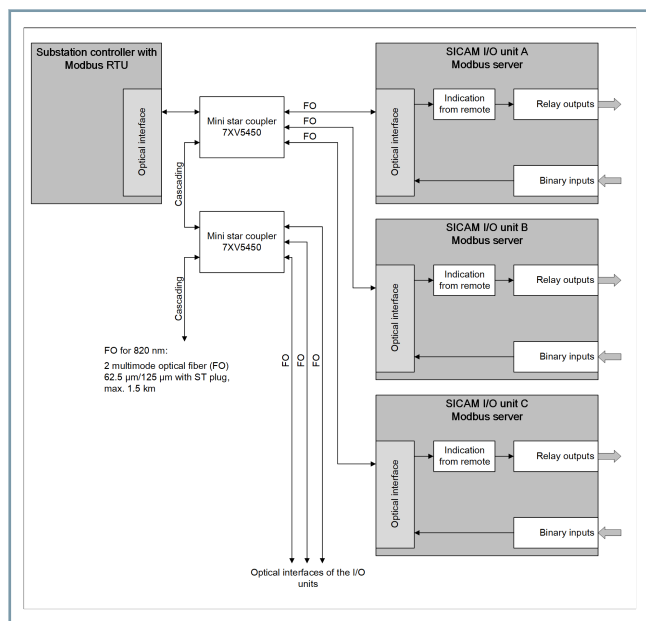 Substation controller with
Modbus RTU
Optical interface
Mini star coupler
7XV5450
FO
FO
FO
Cascading
Mini star coupler
7XV5450
Cascading
FO for 820 nm:
2 multimode optical fiber (FO)
62.5 µm/125 µm with ST plug,
max. 1.5 km
FO
FO
FO
Optical interfaces of the I/O
units
SICAM I/O unit A
Modbus server
Optical interface
Indication
from remote
Relay outputs
Binary inputs
SICAM I/O unit B
Modbus server
Optical interface
Indication
from remote
Relay outputs
Binary inputs
SICAM I/O unit C
Modbus server
Optical interface
Indication
from remote
Relay outputs
Binary inputs